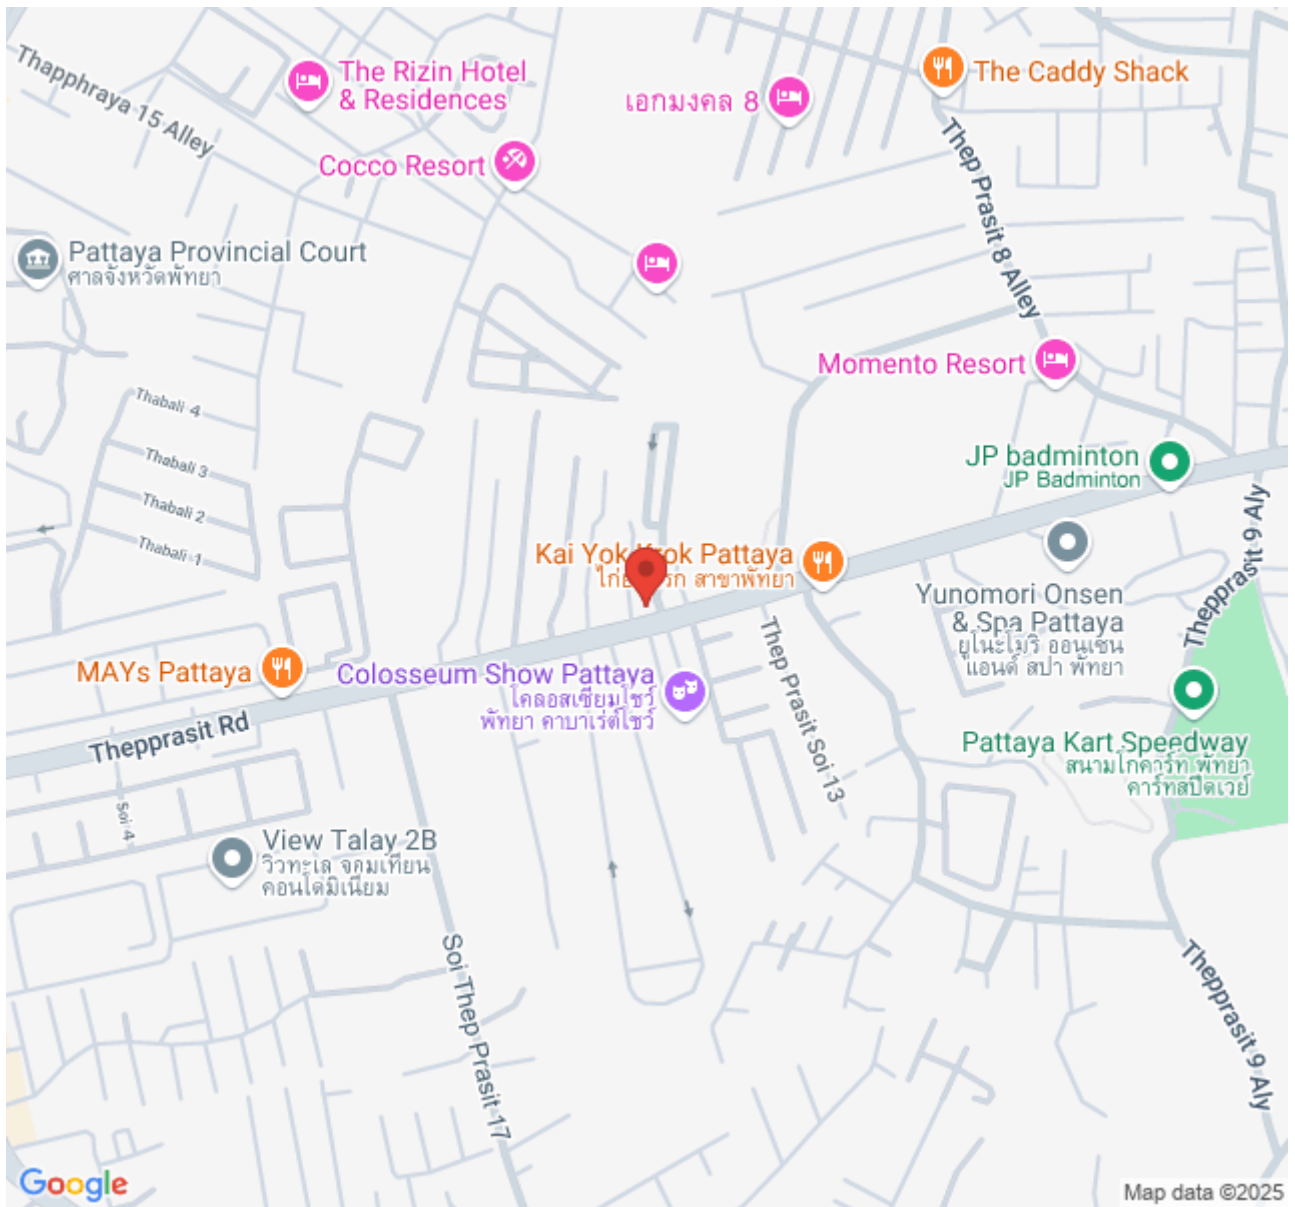 The Rizin Hotel
& Residences
เอกมงคล 8
The Caddy Shack
Thapphraya 15 Alley
Cocco Resort
Thep Prasit 8 Alley
Pattaya Provincial Court
ศาลจังหวัดพัทยา
Momento Resort
Thabali 4
Thabali 3
Thabali 2
Thabali 1
JP badminton
JP Badminton
Thepprasit 9 Aly
Kai Yok Krok Pattaya
สาขาพัทยา
Yunomori Onsen
& Spa Pattaya
ยูโนะโมริ ออนเซน
แอนด์ สปา พัทยา
MAYs Pattaya
Colosseum Show Pattaya
โคลอสเซียมโชว์
พัทยา คาบาเร่ต์โชว์
Thep Prasit Soi 13
Thepprasit Rd
Pattaya Kart Speedway
สนามโกคาร์ท พัทยา
คาร์ทสปีดเวย์
Soi 4
View Talay 2B
วิวทะเล จอมเทียน
คอนโดมิเนียม
Soi Thep Prasit 17
Thepprasit 9 Aly
Google
Map data ©2025